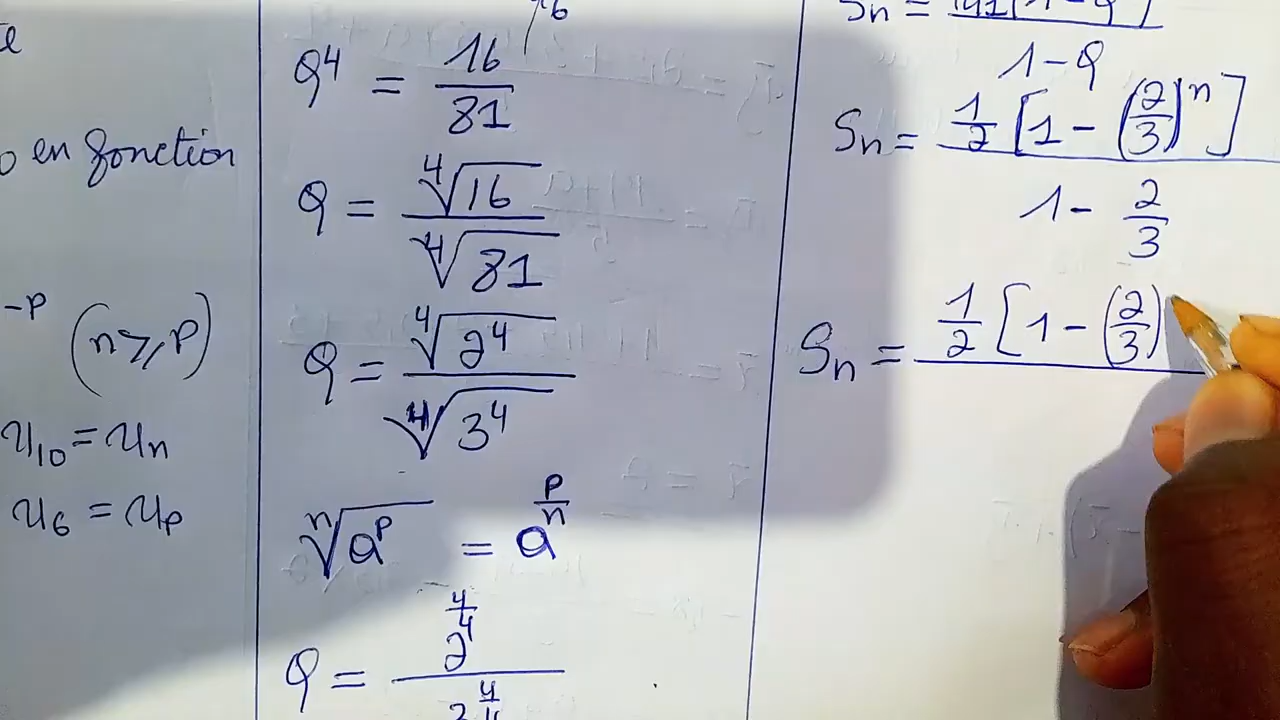 en fonction
-P (n ⩾ P)
u₁₀ = uₙ
u₆ = uₚ
Q⁴ = 16/81
Q = ⁴√16 / ⁴√81
Q = ⁴√2⁴ / ⁴√3⁴
ⁿ√aᵖ = a^(p/n)
Q = 2^(4/4)
Sn =
1 - Q
Sn = 1/2 [1 - (2/3)ⁿ]
1 - 2/3
Sn = 1/2 [1 - (2/3)